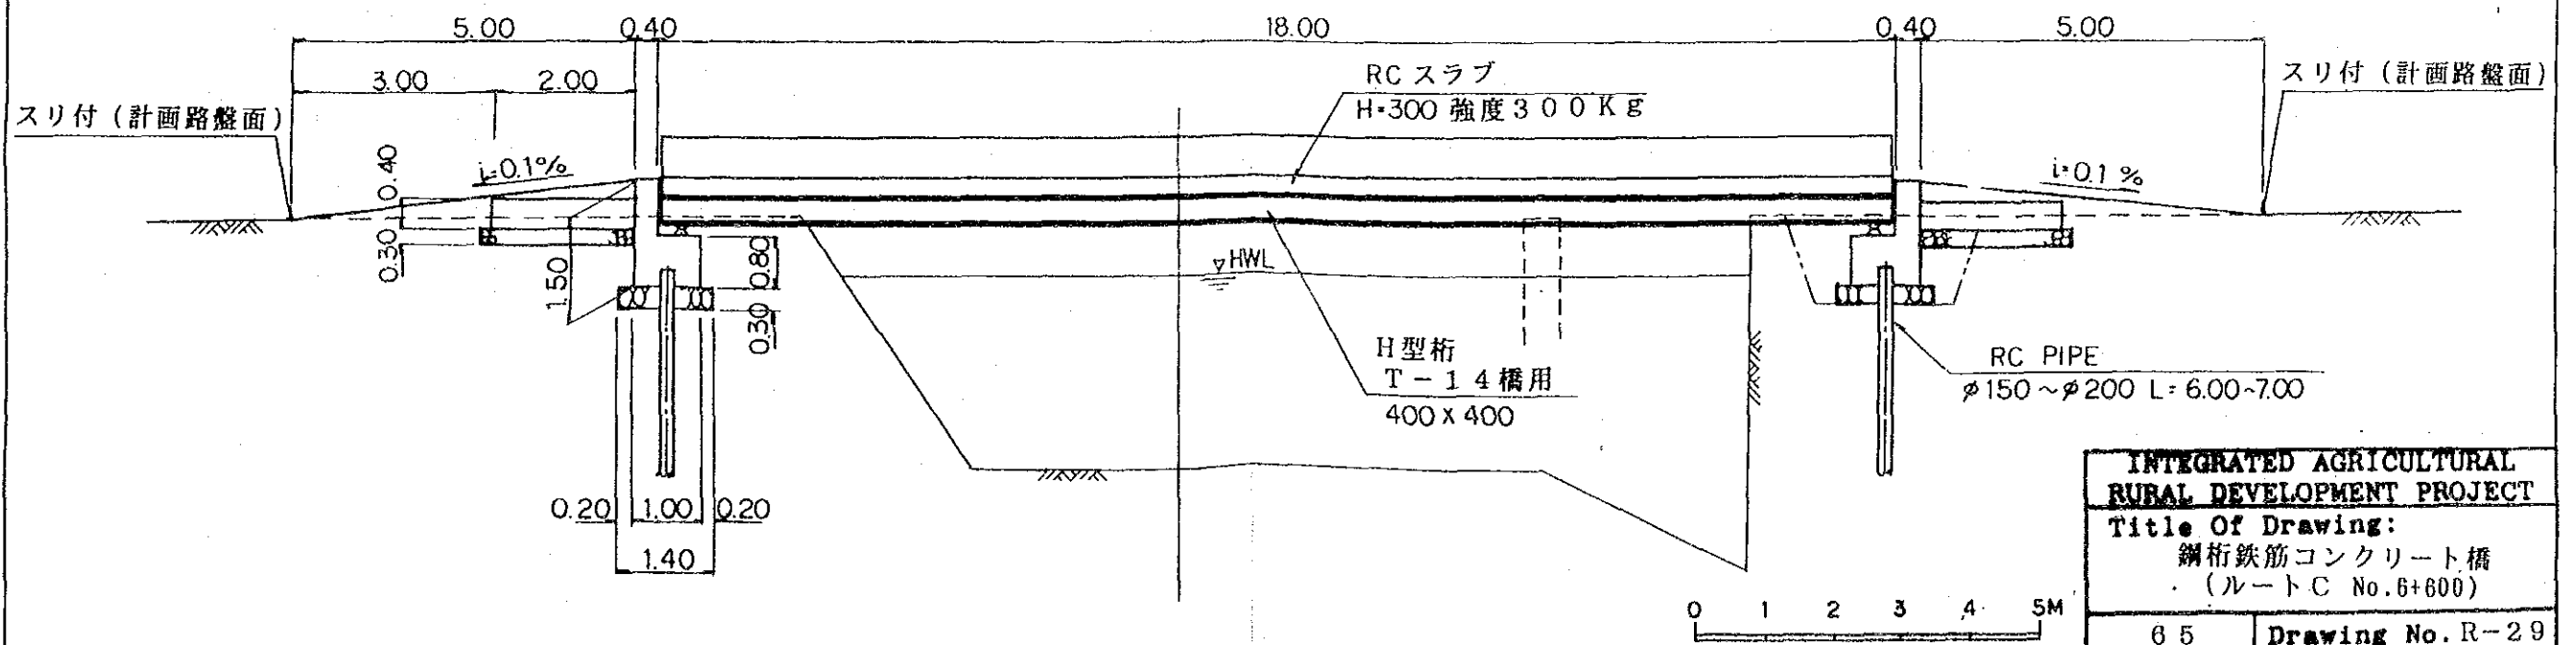 5.00
0.40
18.00
0.40
5.00
3.00
2.00
RC スラブ
H=300 強度300Kg
スリ付 (計画路盤面)
スリ付 (計画路盤面)
i=0.1%
i=0.1 %
0.40
0.30
1.50
0.80
0.30
HWL
H型桁
T-14橋用
400 x 400
RC PIPE
φ150~φ200 L=6.00~7.00
0.20
1.00
0.20
1.40
0 1 2 3 4 5M
INTEGRATED AGRICULTURAL
RURAL DEVELOPMENT PROJECT
Title Of Drawing:
鋼桁鉄筋コンクリート橋
(ルートC No.6+600)
65
Drawing No. R-29